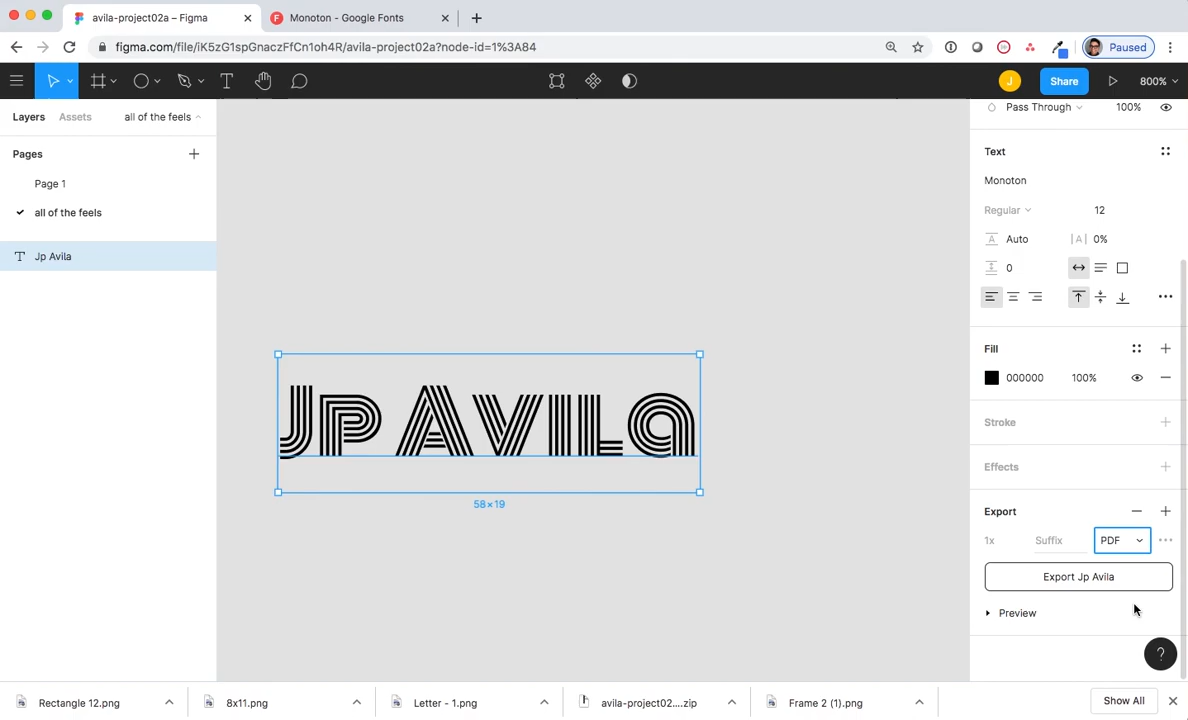 avila-project02a – Figma
Monoton - Google Fonts
figma.com/file/iK5zG1spGnaczFfCn1oh4R/avila-project02a?node-id=1%3A84
Paused
J
Share
800%
Layers
Assets
all of the feels
Pages
Page 1
all of the feels
Jp Avila
Jp Avila
58 × 19
Pass Through
100%
Text
Monoton
Regular
12
Auto
0%
0
Fill
000000
100%
Stroke
Effects
Export
1x
Suffix
PDF
Export Jp Avila
Preview
?
Rectangle 12.png
8x11.png
Letter - 1.png
avila-project02....zip
Frame 2 (1).png
Show All